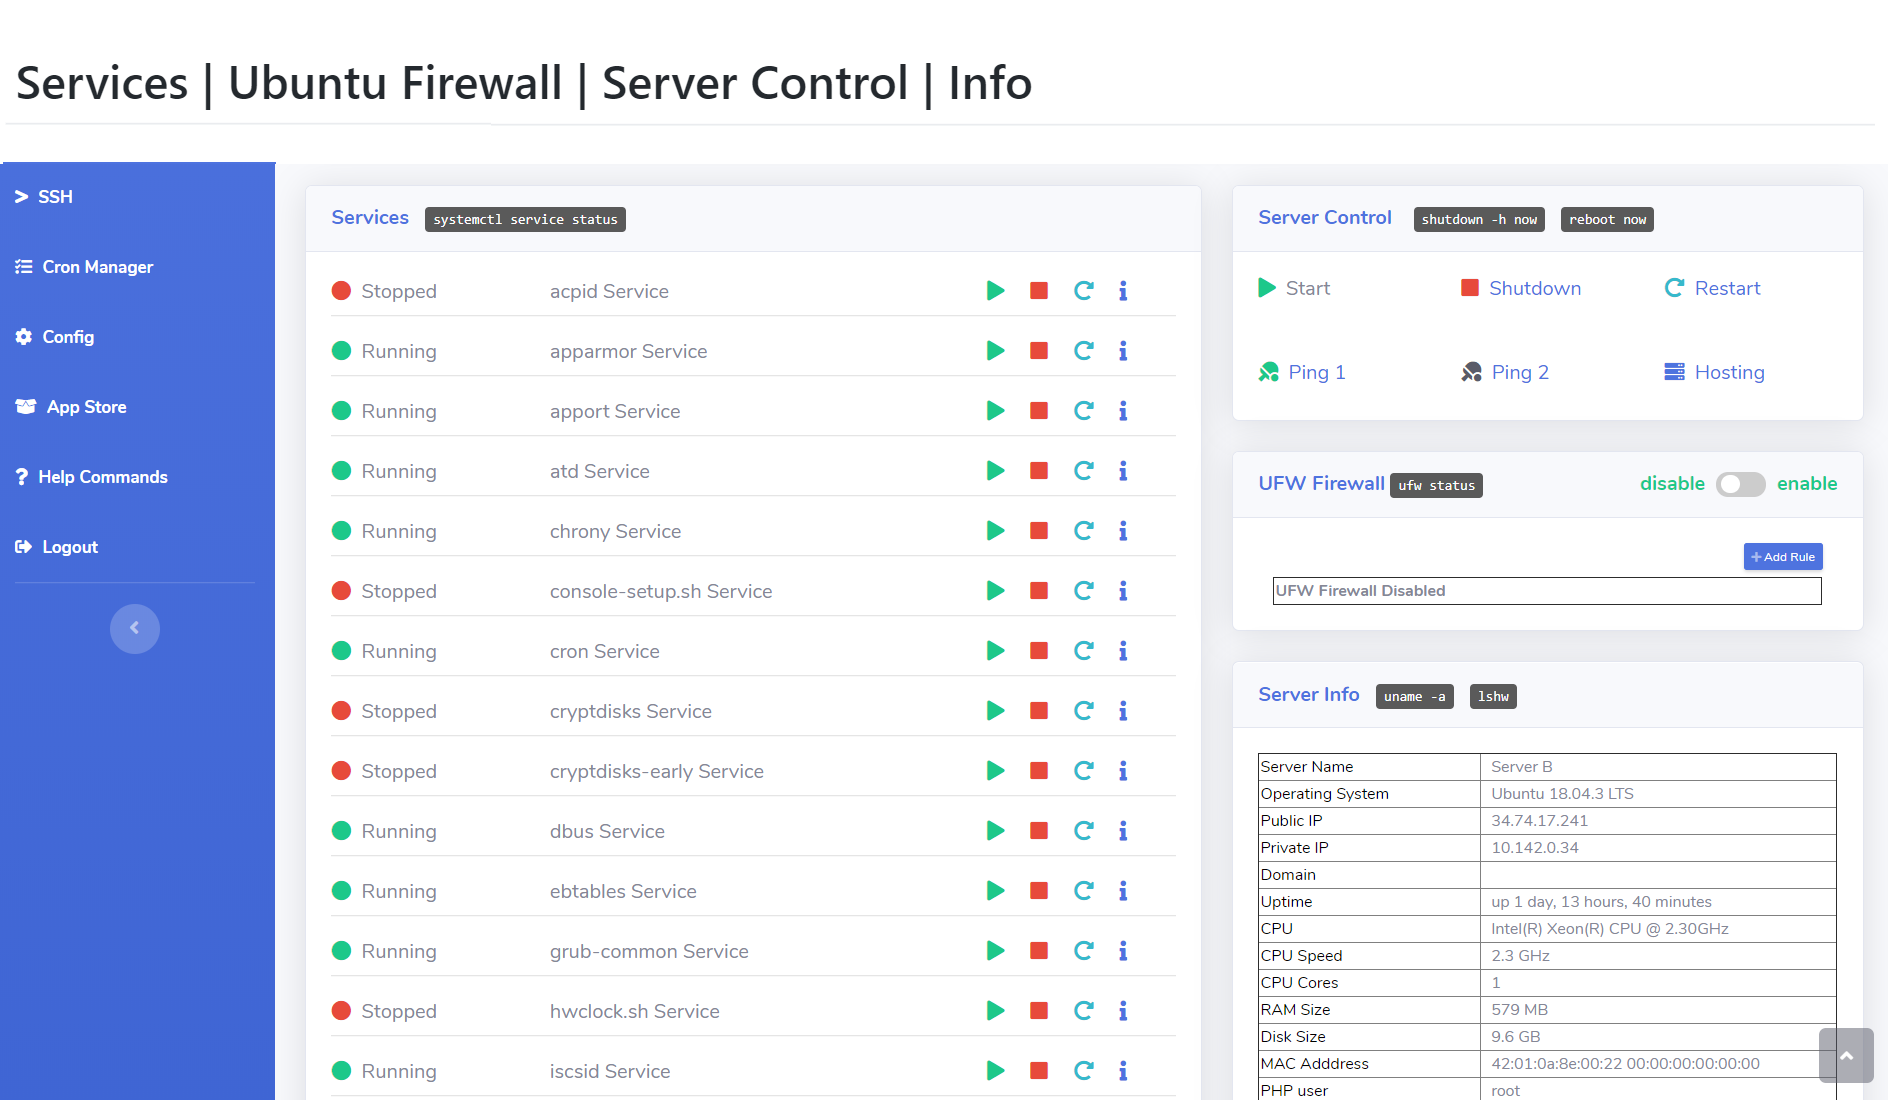 Services | Ubuntu Firewall | Server Control | Info
SSH
Cron Manager
Config
App Store
Help Commands
Logout
Services systemctl service status
Stopped acpid Service
Running apparmor Service
Running apport Service
Running atd Service
Running chrony Service
Stopped console-setup.sh Service
Running cron Service
Stopped cryptdisks Service
Stopped cryptdisks-early Service
Running dbus Service
Running ebtables Service
Running grub-common Service
Stopped hwclock.sh Service
Running iscsid Service
Server Control shutdown -h now reboot now
Start Shutdown Restart
Ping 1 Ping 2 Hosting
UFW Firewall ufw status disable enable
+ Add Rule
UFW Firewall Disabled
Server Info uname -a lshw
Server Name Server B
Operating System Ubuntu 18.04.3 LTS
Public IP 34.74.17.241
Private IP 10.142.0.34
Domain
Uptime up 1 day, 13 hours, 40 minutes
CPU Intel(R) Xeon(R) CPU @ 2.30GHz
CPU Speed 2.3 GHz
CPU Cores 1
RAM Size 579 MB
Disk Size 9.6 GB
MAC Adddress 42:01:0a:8e:00:22 00:00:00:00:00:00
PHP user root